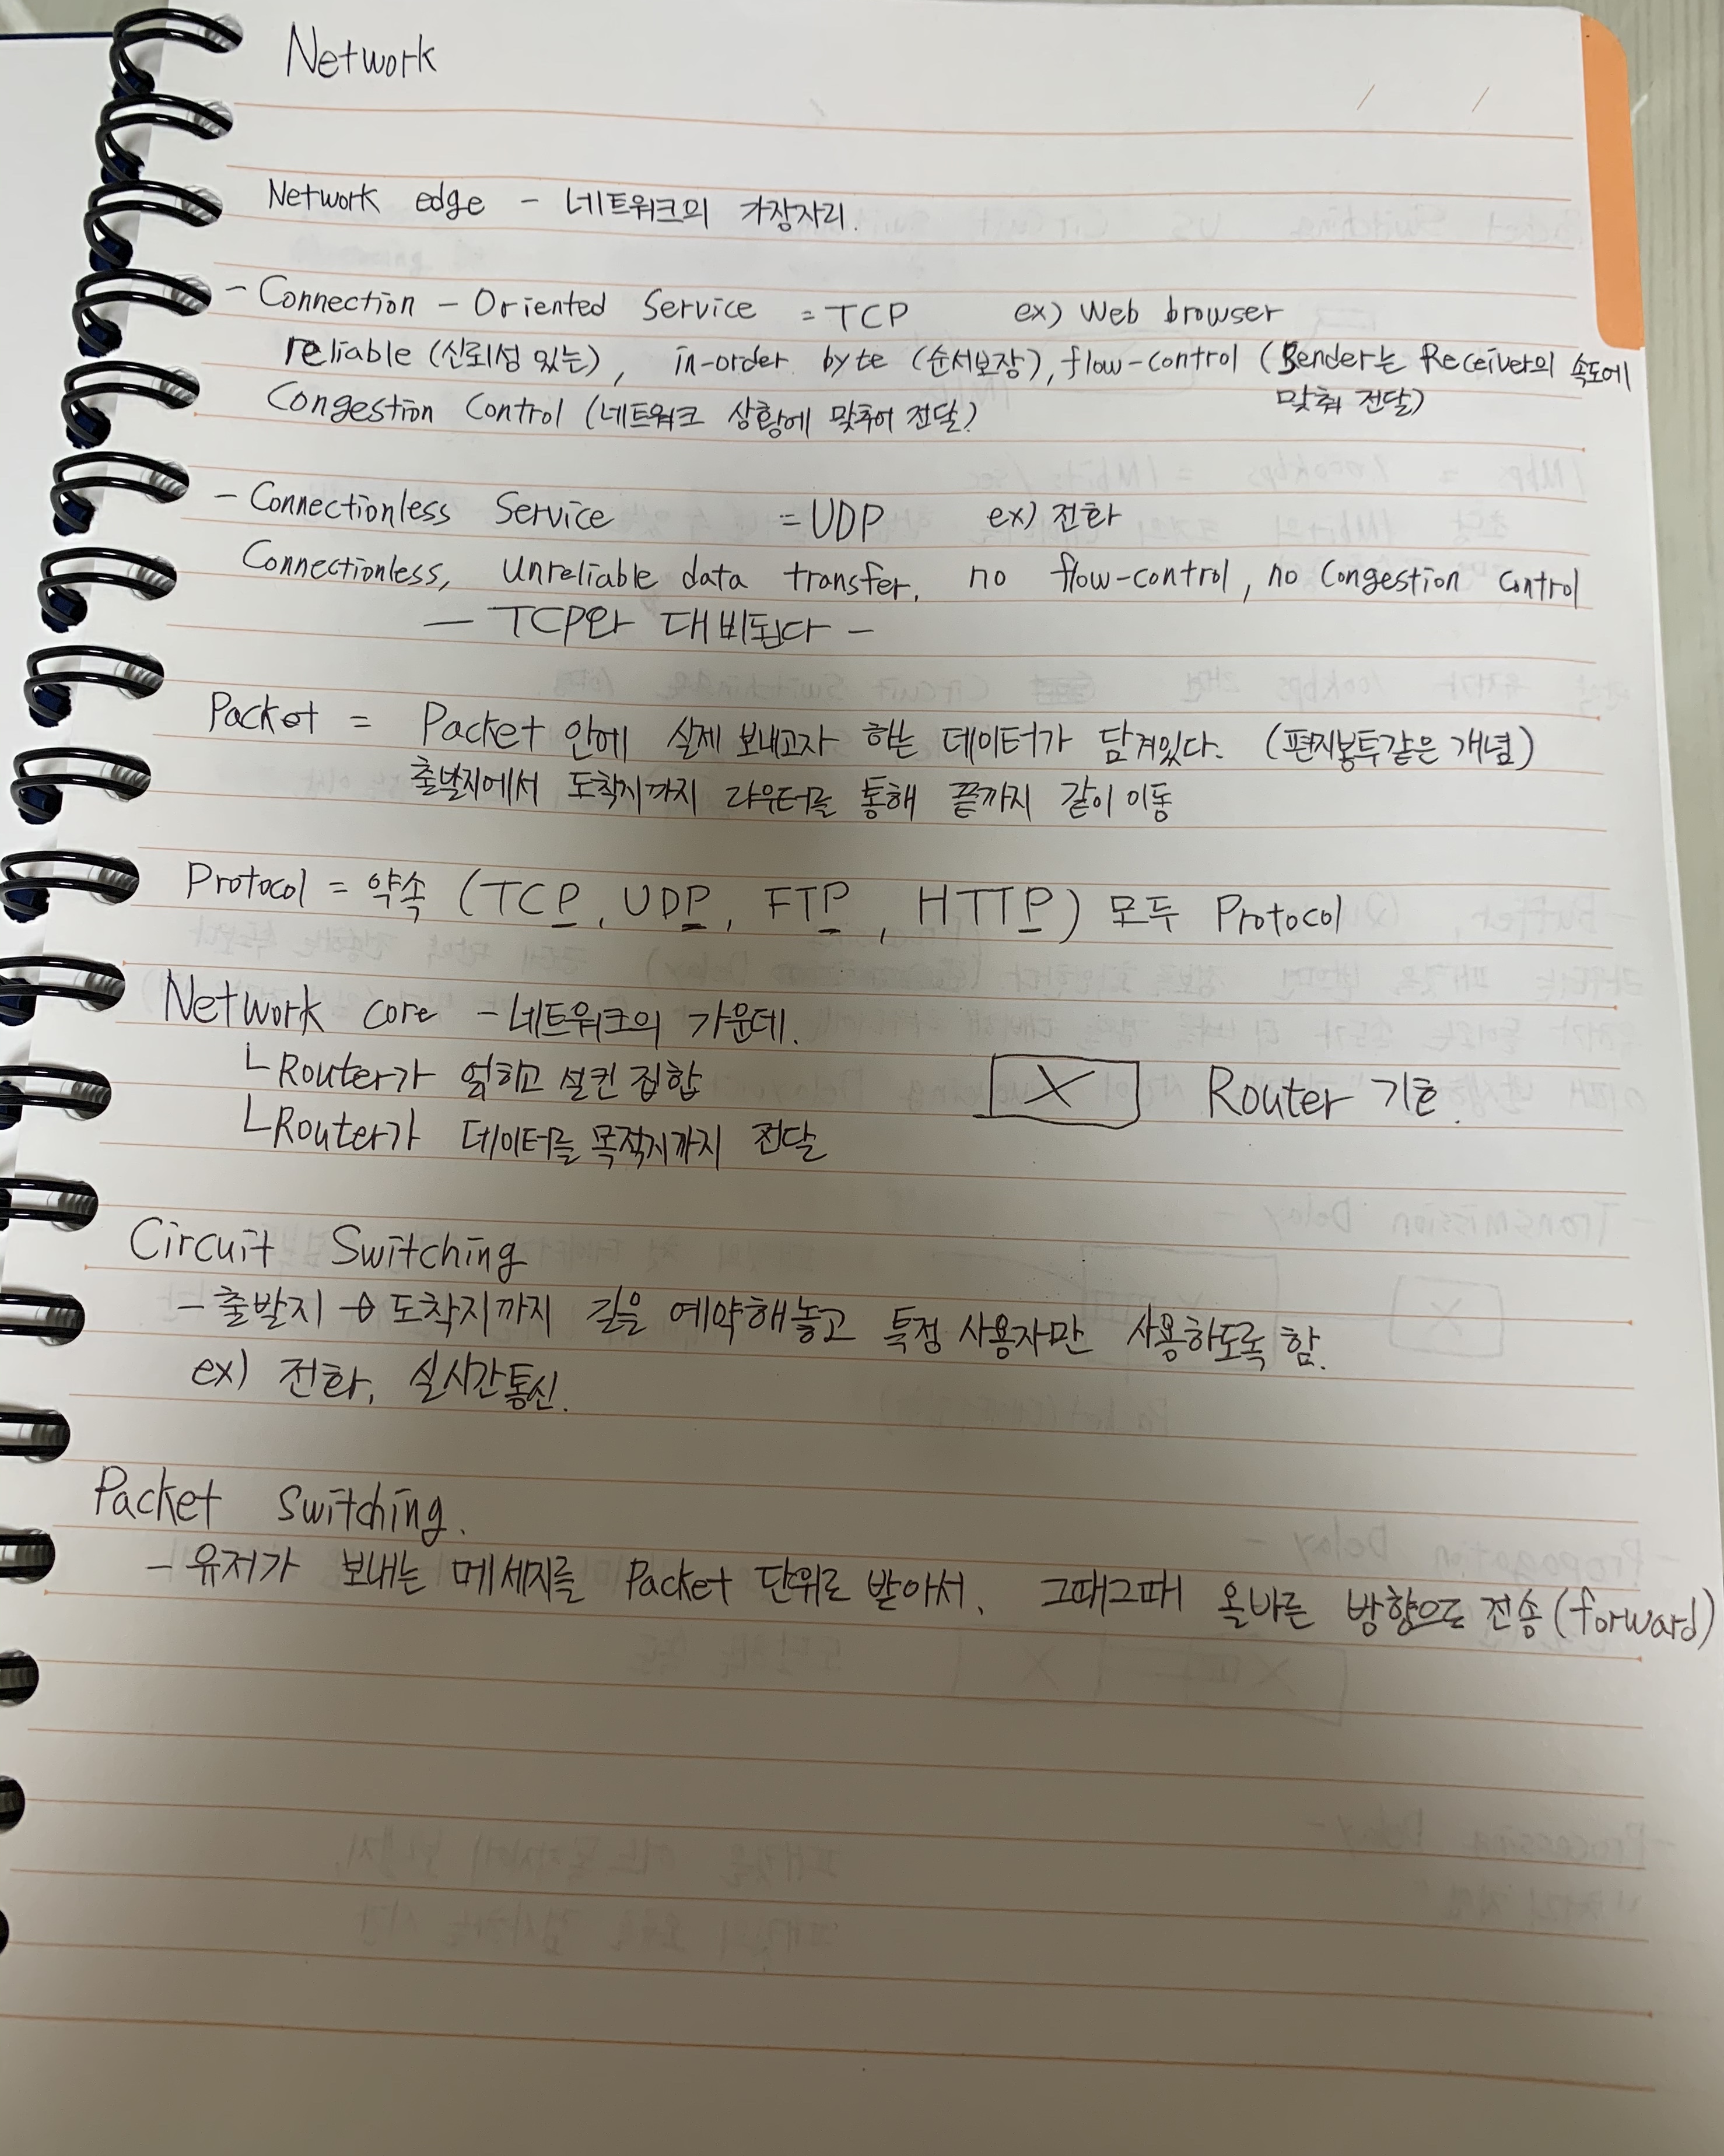 Network
Network edge - 네트워크의 가장자리.
- Connection - Oriented Service = TCP ex) Web browser
reliable (신뢰성 있는), in-order byte (순서보장), flow-control (Sender는 Receiver의 속도에
맞춰 전달)
Congestion Control (네트워크 상황에 맞추어 전달)
- Connectionless Service = UDP ex) 전화
Connectionless, Unreliable data transfer, no flow-control, no Congestion control
— TCP와 대비된다 -
Packet = Packet 안에 실제 보내고자 하는 데이터가 담겨있다. (편지봉투같은 개념)
출발지에서 도착지까지 라우터를 통해 끝까지 같이 이동
Protocol = 약속 (TCP, UDP, FTP, HTTP) 모두 Protocol
Network core - 네트워크의 가운데.
ㄴRouter가 얽히고 설킨 집합
X Router 기호.
ㄴRouter가 데이터를 목적지까지 전달
Circuit Switching
- 출발지 → 도착지까지 길을 예약해놓고 특정 사용자만 사용하도록 함.
ex) 전화, 실시간통신.
Packet Switching.
- 유저가 보내는 메세지를 Packet 단위로 받아서, 그때그때 올바른 방향으로 전송(forward)